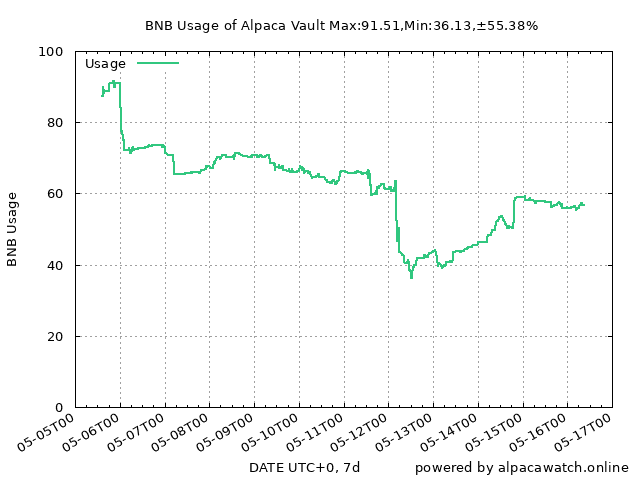 BNB Usage of Alpaca Vault Max:91.51,Min:36.13,±55.38%
Usage
100
80
60
40
20
0
BNB Usage
05-05T00
05-06T00
05-07T00
05-08T00
05-09T00
05-10T00
05-11T00
05-12T00
05-13T00
05-14T00
05-15T00
05-16T00
05-17T00
DATE UTC+0, 7d
powered by alpacawatch.online